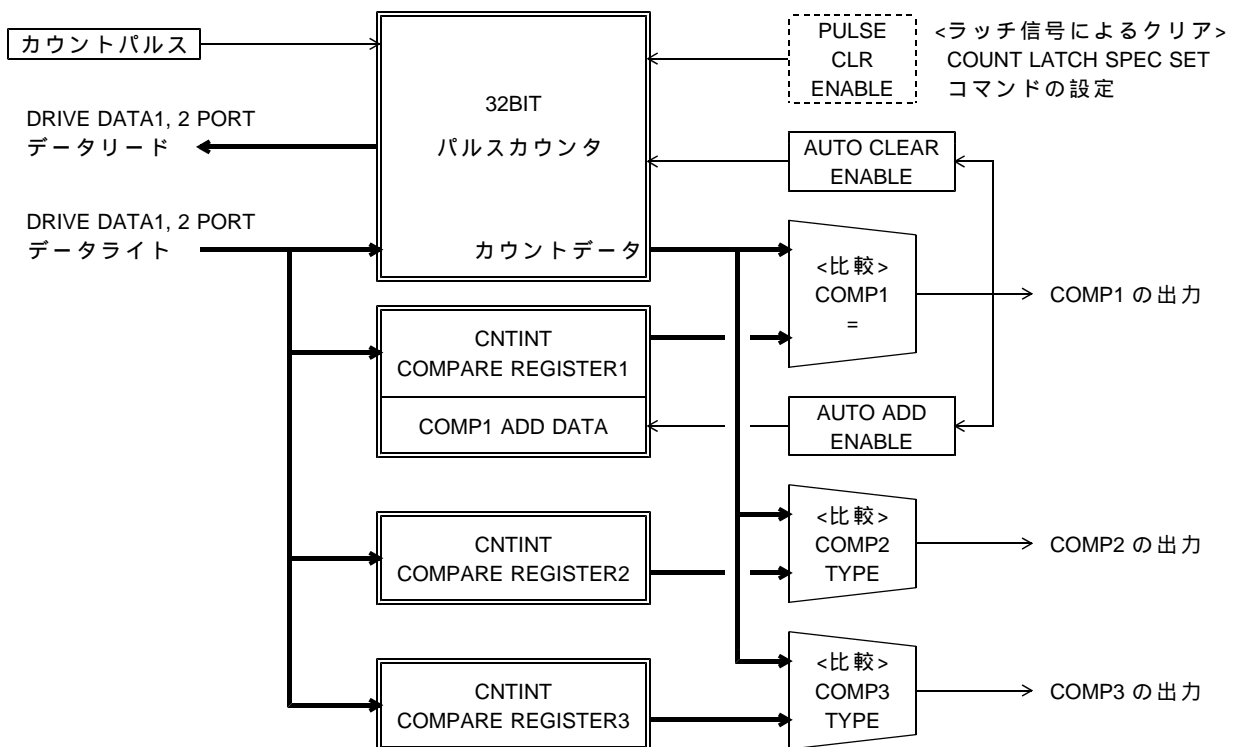 カウントパルス
32BIT
パルスカウンタ
カウントデータ
PULSE
CLR
ENABLE
<ラッチ信号によるクリア>
COUNT LATCH SPEC SET
コマンドの設定
DRIVE DATA1, 2 PORT
データリード
AUTO CLEAR
ENABLE
DRIVE DATA1, 2 PORT
データライト
<比較>
COMP1
=
COMP1 の出力
CNTINT
COMPARE REGISTER1
COMP1 ADD DATA
AUTO ADD
ENABLE
CNTINT
COMPARE REGISTER2
<比較>
COMP2
TYPE
COMP2 の出力
CNTINT
COMPARE REGISTER3
<比較>
COMP3
TYPE
COMP3 の出力